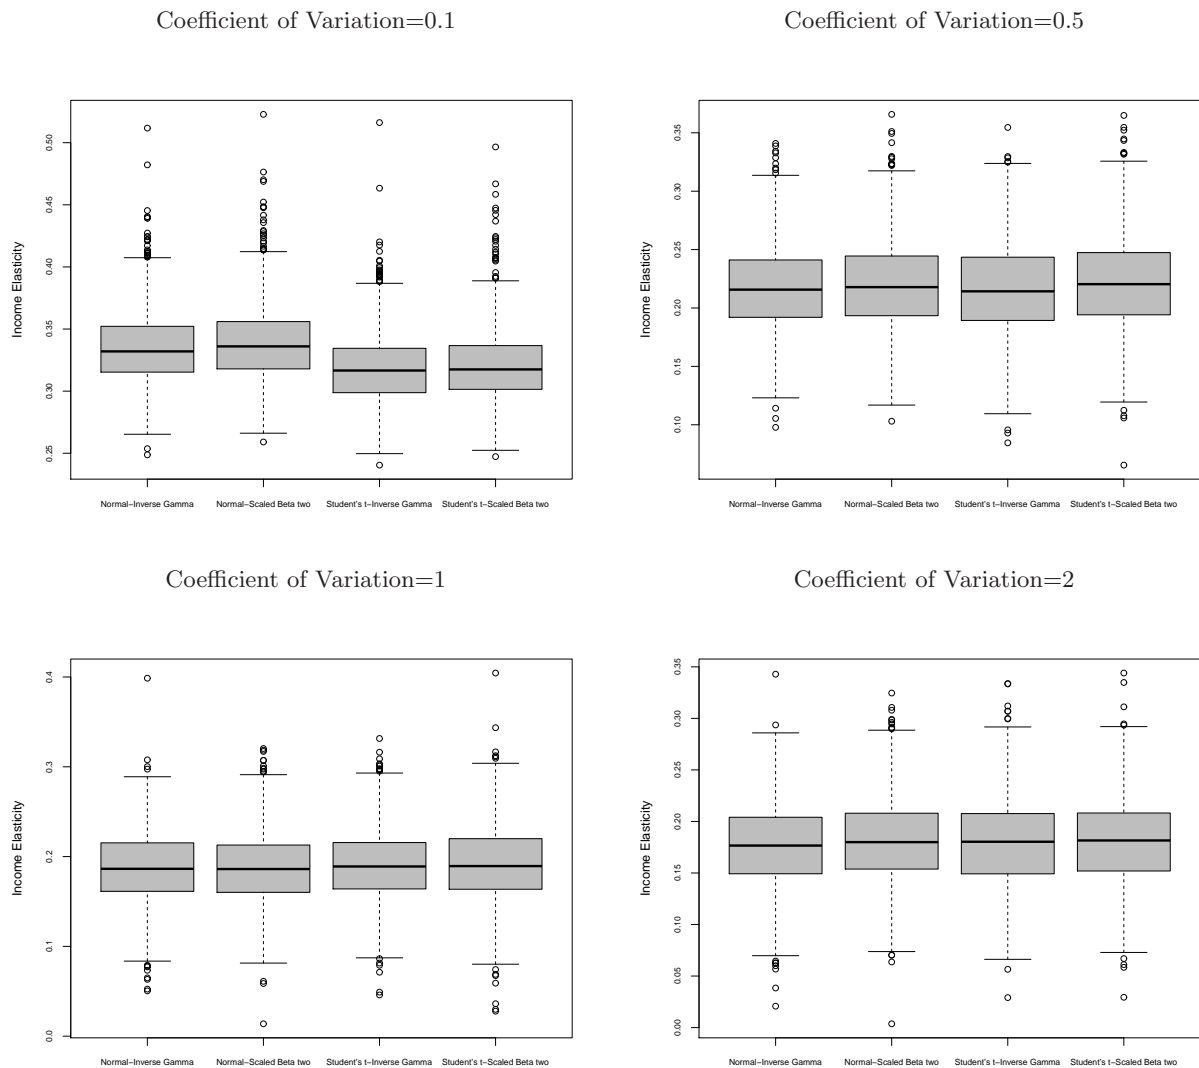 Coefficient of Variation=0.1
Income Elasticity
0.50
0.45
0.40
0.35
0.30
0.25
Normal−Inverse Gamma
Normal−Scaled Beta two
Student's t−Inverse Gamma
Student's t−Scaled Beta two
Coefficient of Variation=0.5
Income Elasticity
0.35
0.30
0.25
0.20
0.15
0.10
Normal−Inverse Gamma
Normal−Scaled Beta two
Student's t−Inverse Gamma
Student's t−Scaled Beta two
Coefficient of Variation=1
Income Elasticity
0.4
0.3
0.2
0.1
0.0
Normal−Inverse Gamma
Normal−Scaled Beta two
Student's t−Inverse Gamma
Student's t−Scaled Beta two
Coefficient of Variation=2
Income Elasticity
0.35
0.30
0.25
0.20
0.15
0.10
0.05
0.00
Normal−Inverse Gamma
Normal−Scaled Beta two
Student's t−Inverse Gamma
Student's t−Scaled Beta two